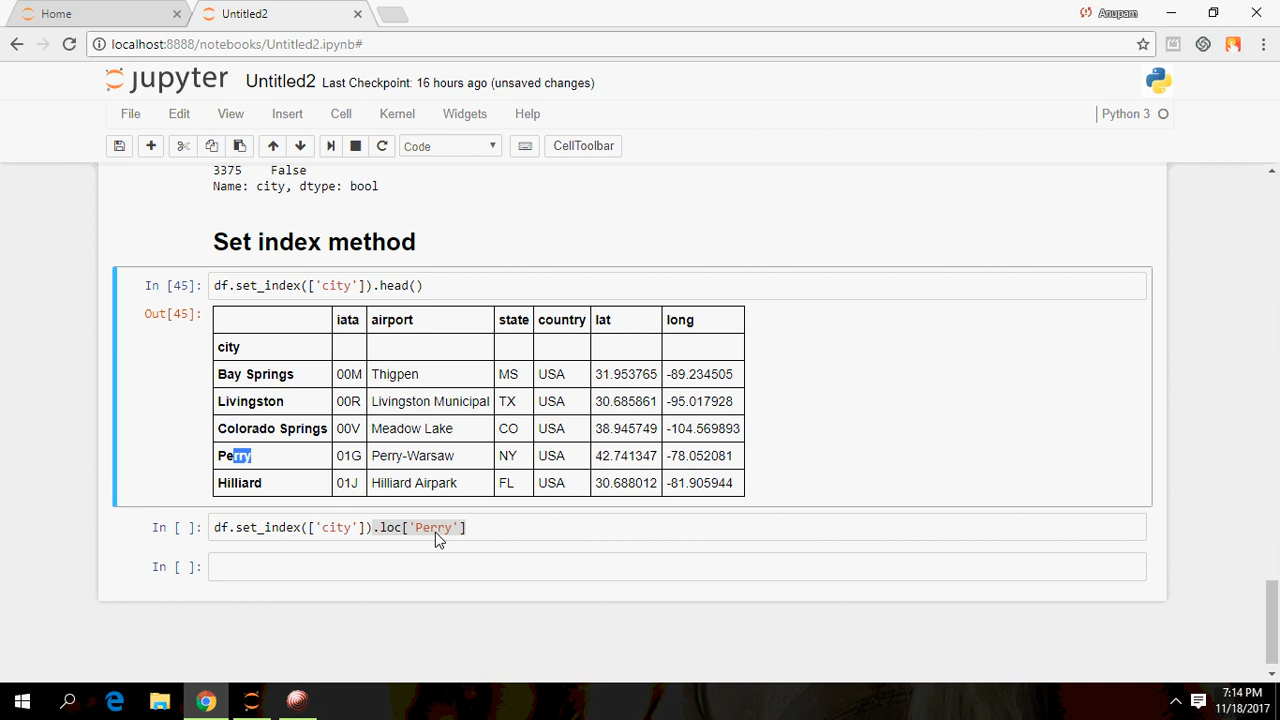 Home
Untitled2
Anupam
localhost:8888/notebooks/Untitled2.ipynb#
jupyter Untitled2 Last Checkpoint: 16 hours ago (unsaved changes)
File Edit View Insert Cell Kernel Widgets Help Python 3
Code CellToolbar
3375 False
Name: city, dtype: bool
Set index method
In [45]: df.set_index(['city']).head()
Out[45]:
iata airport state country lat long
city
Bay Springs 00M Thigpen MS USA 31.953765 -89.234505
Livingston 00R Livingston Municipal TX USA 30.685861 -95.017928
Colorado Springs 00V Meadow Lake CO USA 38.945749 -104.569893
Perry 01G Perry-Warsaw NY USA 42.741347 -78.052081
Hilliard 01J Hilliard Airpark FL USA 30.688012 -81.905944
In [ ]: df.set_index(['city']).loc['Perry']
In [ ]:
7:14 PM
11/18/2017